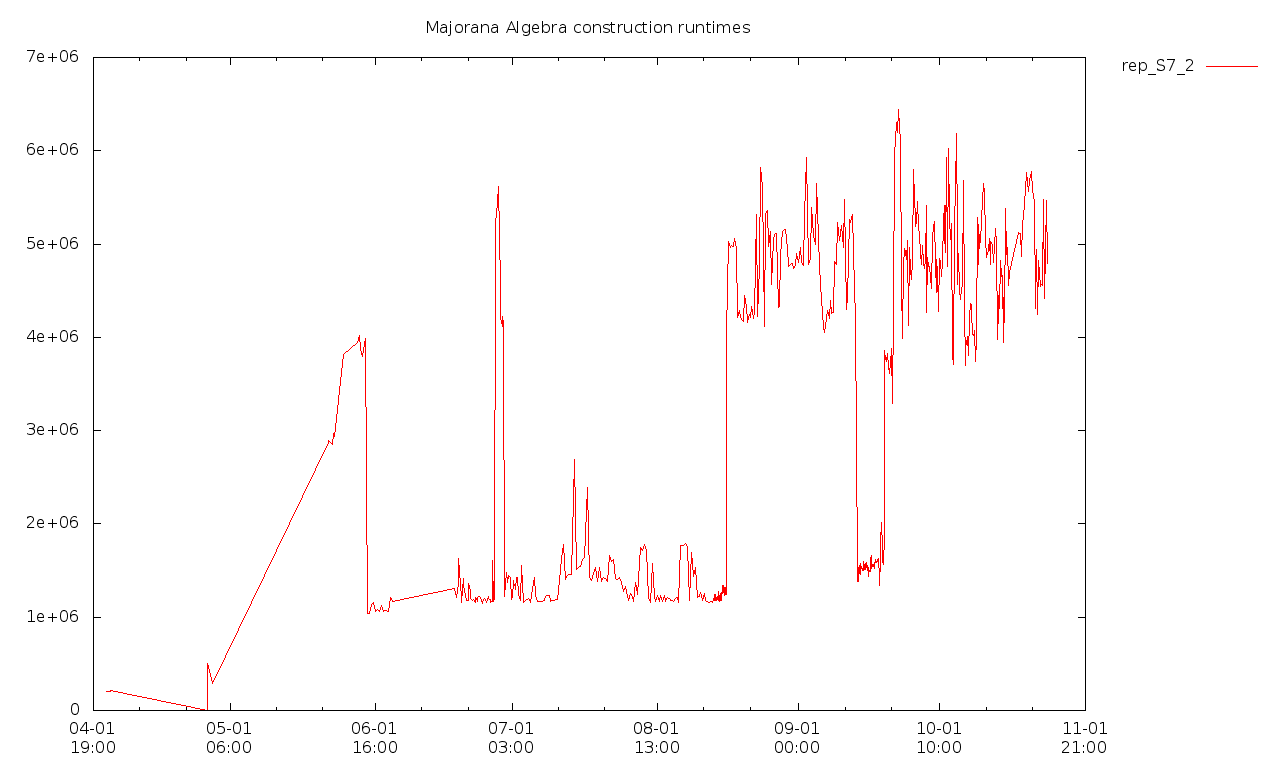 Majorana Algebra construction runtimes
rep_S7_2
7e+06
6e+06
5e+06
4e+06
3e+06
2e+06
1e+06
0
04-01 05-01 06-01 07-01 08-01 09-01 10-01 11-01
19:00 06:00 16:00 03:00 13:00 00:00 10:00 21:00